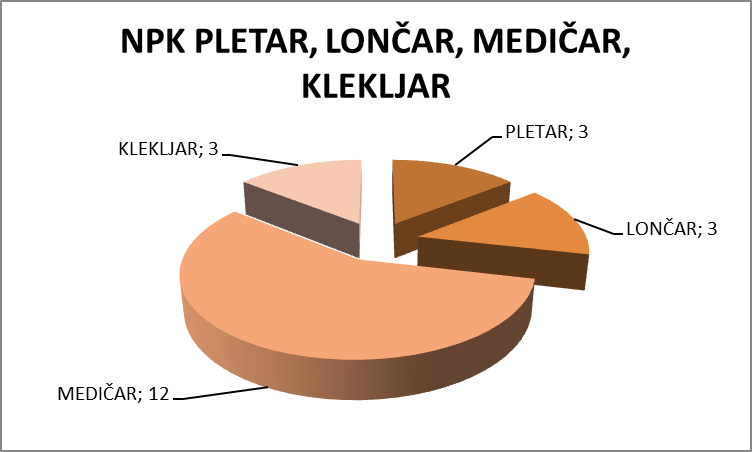 NPK PLETAR, LONČAR, MEDIČAR,
KLEKLJAR
PLETAR; 3
KLEKLJAR; 3
LONČAR; 3
MEDIČAR; 12